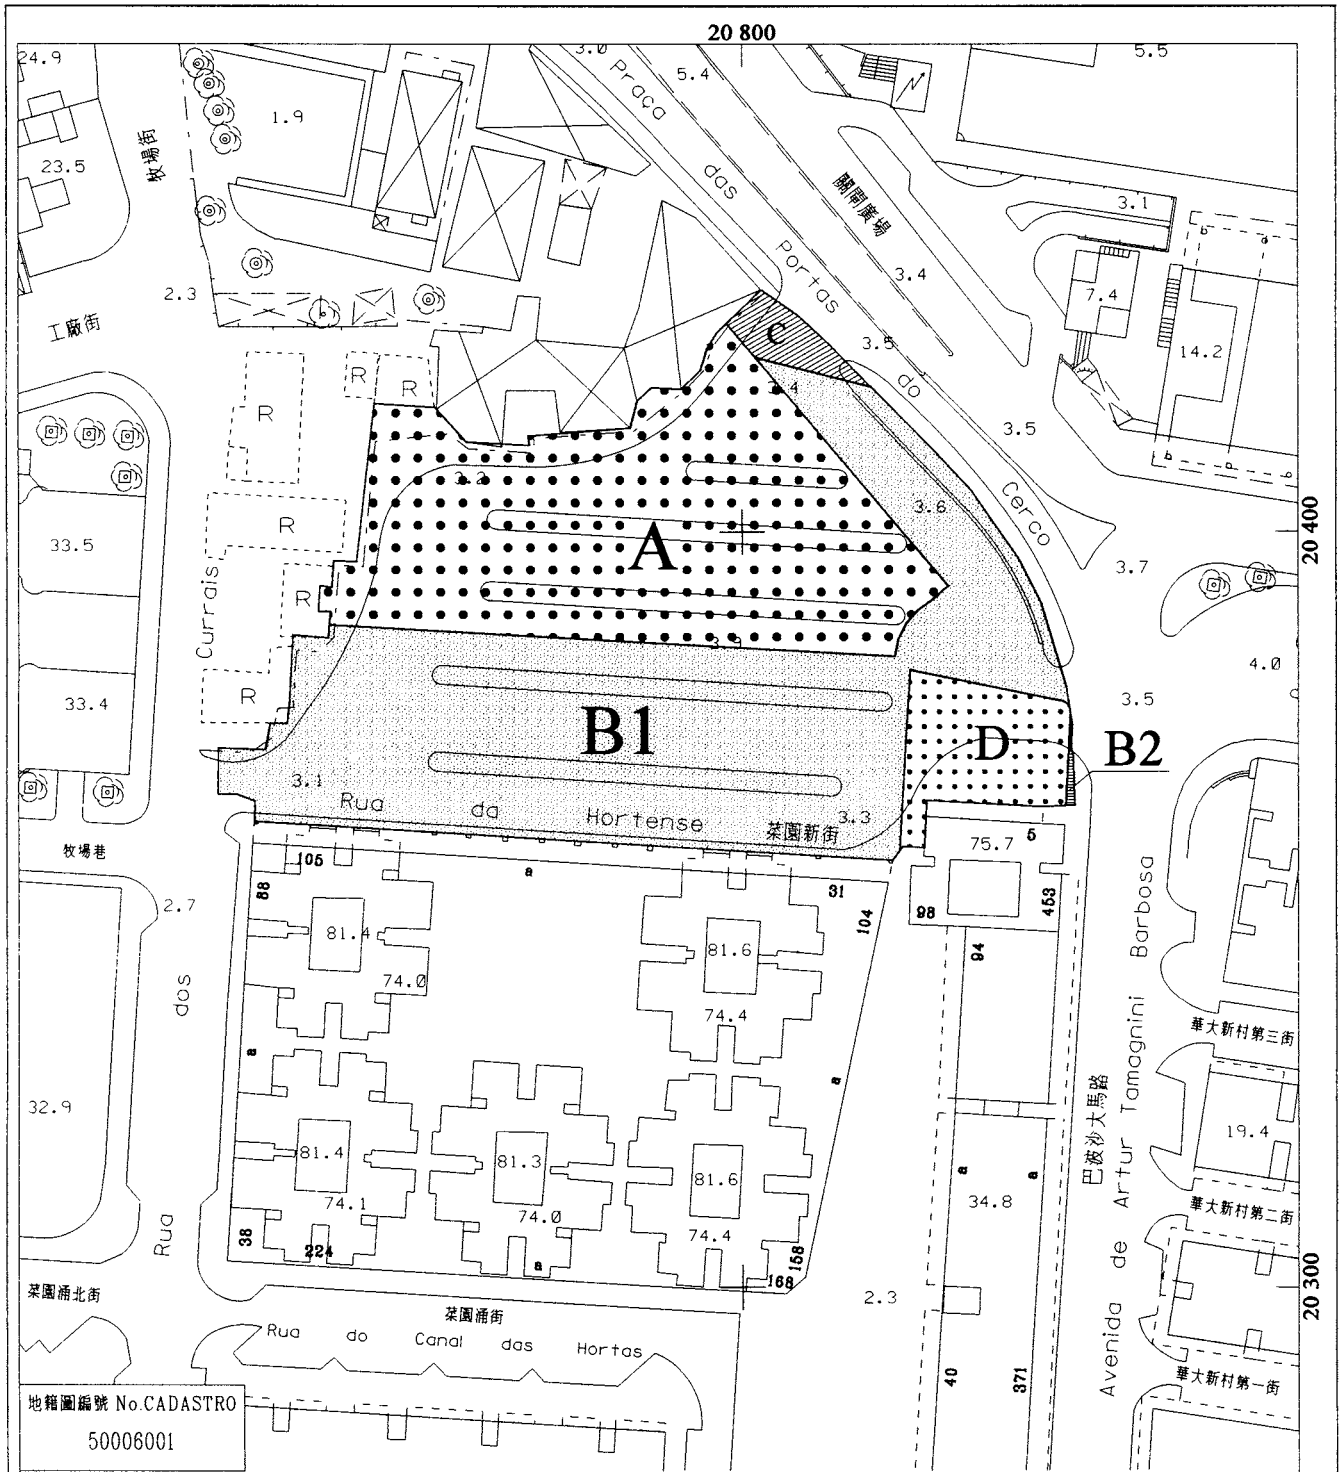 20 800
24.9
3.0
5.4
5.5
Praça
das
Portas
do
Cerco
關閘廣場
1.9
牧場街
23.5
3.1
3.4
7.4
2.3
工廠街
14.2
C
3.5
3.4
R
R
R
3.5
3.2
3.6
20 400
R
A
33.5
3.7
R
Currais
3.9
4.0
R
33.4
3.5
B1
D
B2
3.1
Rua da Hortense
菜園新街
3.3
牧場巷
75.7
5
105
a
31
88
98
453
104
2.7
81.4
74.0
81.6
74.4
94
dos
華大新村第三街
a
a
32.9
巴波沙大馬路
Avenida de Artur Tamagnini Barbosa
19.4
81.4
74.1
81.3
74.0
81.6
74.4
a
a
34.8
華大新村第二街
Rua
38
224
a
158
168
2.3
20 300
菜園涌北街
菜園涌街
Rua do Canal das Hortas
40
371
華大新村第一街
地籍圖編號 No.CADASTRO
50006001